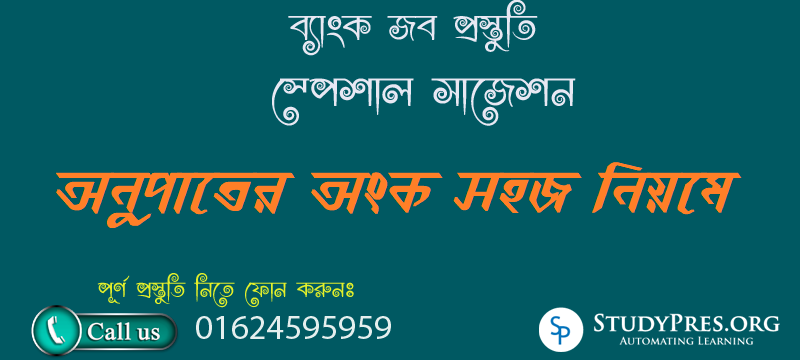 ব্যাংক জব প্রস্তুতি
স্পেশাল সাজেশন
অনুপাতের অংক সহজ নিয়মে
পূর্ণ প্রস্তুতি নিতে ফোন করুনঃ
Call us 01624595959
SP StudyPres.org
Automating Learning